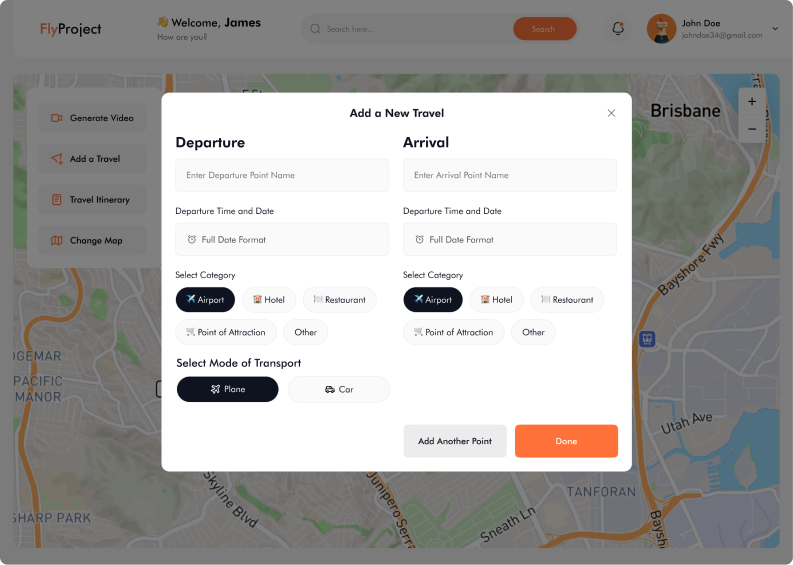 FlyProject
👋 Welcome, James
How are you?
Search here...
Search
John Doe
johndoe34@gmail.com
Generate Video
Add a Travel
Travel Itinerary
Change Map
Brisbane
+
−
Add a New Travel
Departure
Arrival
Enter Departure Point Name
Enter Arrival Point Name
Departure Time and Date
Departure Time and Date
Full Date Format
Full Date Format
Select Category
Select Category
Airport
Hotel
Restaurant
Airport
Hotel
Restaurant
Point of Attraction
Other
Point of Attraction
Other
Select Mode of Transport
Plane
Car
Add Another Point
Done
Bayshore Fwy
PACIFIC
MANOR
Utah Ave
TANFORAN
Skyline Blvd
Junipero Serra
Sneath Ln
SHARP PARK